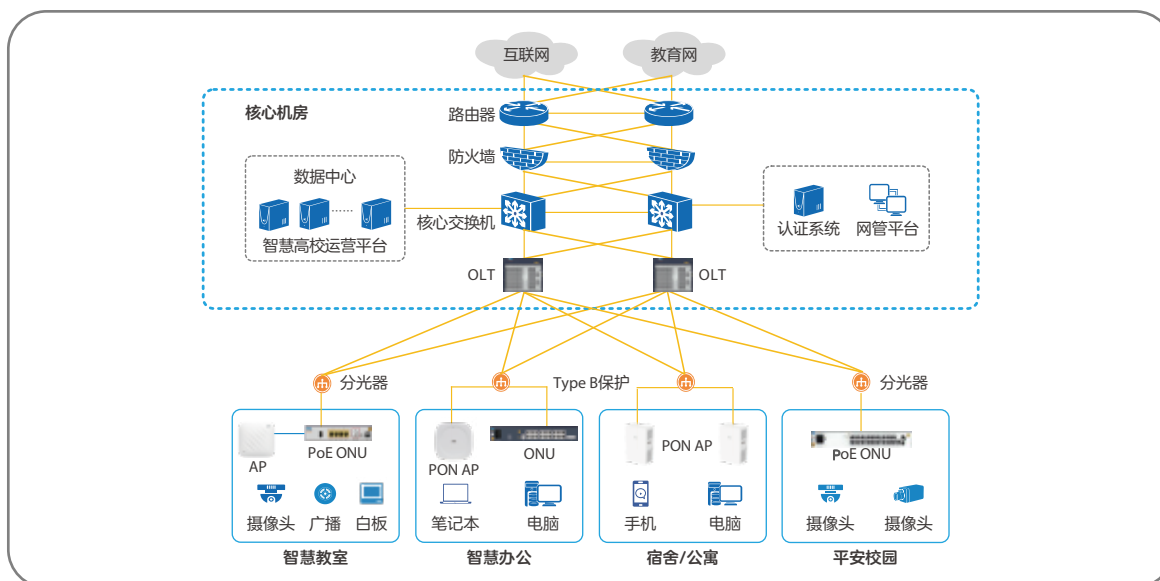 互联网
教育网
核心机房
路由器
防火墙
数据中心
智慧高校运营平台
核心交换机
认证系统
网管平台
OLT
OLT
分光器
Type B保护
分光器
AP
PoE ONU
摄像头
广播
白板
PON AP
ONU
笔记本
电脑
PON AP
手机
电脑
PoE ONU
摄像头
摄像头
智慧教室
智慧办公
宿舍/公寓
平安校园